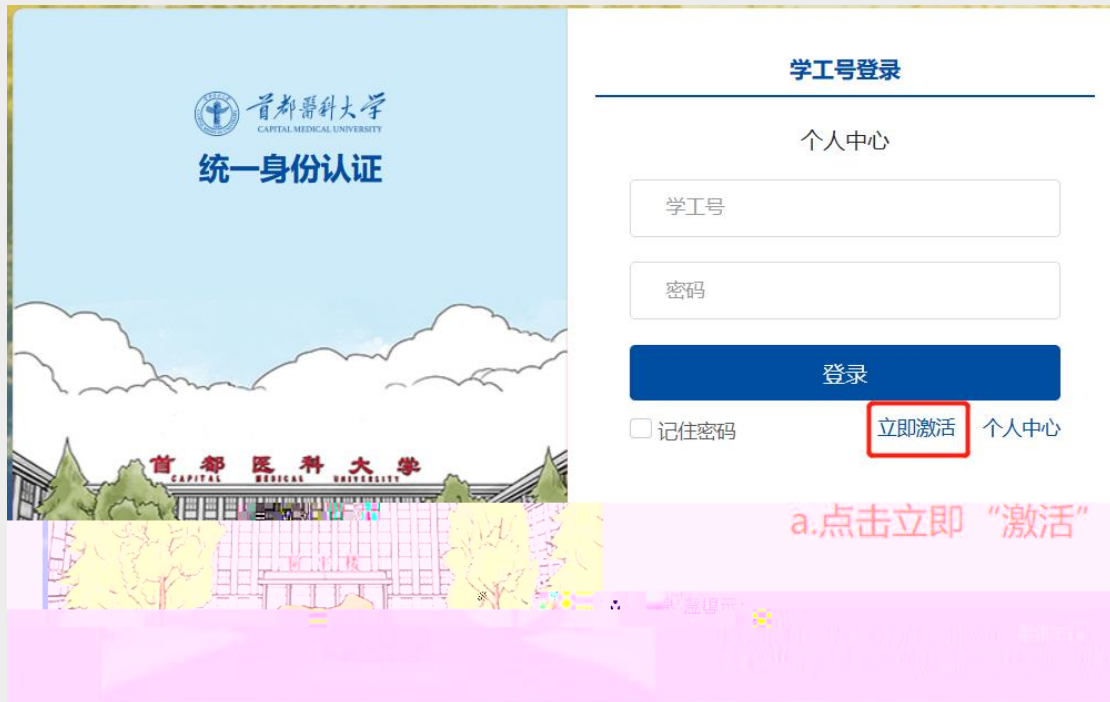 首都醫科大学
CAPITAL MEDICAL UNIVERSITY
统一身份认证
首都医科大学
CAPITAL MEDICAL UNIVERSITY
学工号登录
个人中心
学工号
密码
登录
记住密码 立即激活 个人中心
a.点击立即“激活”